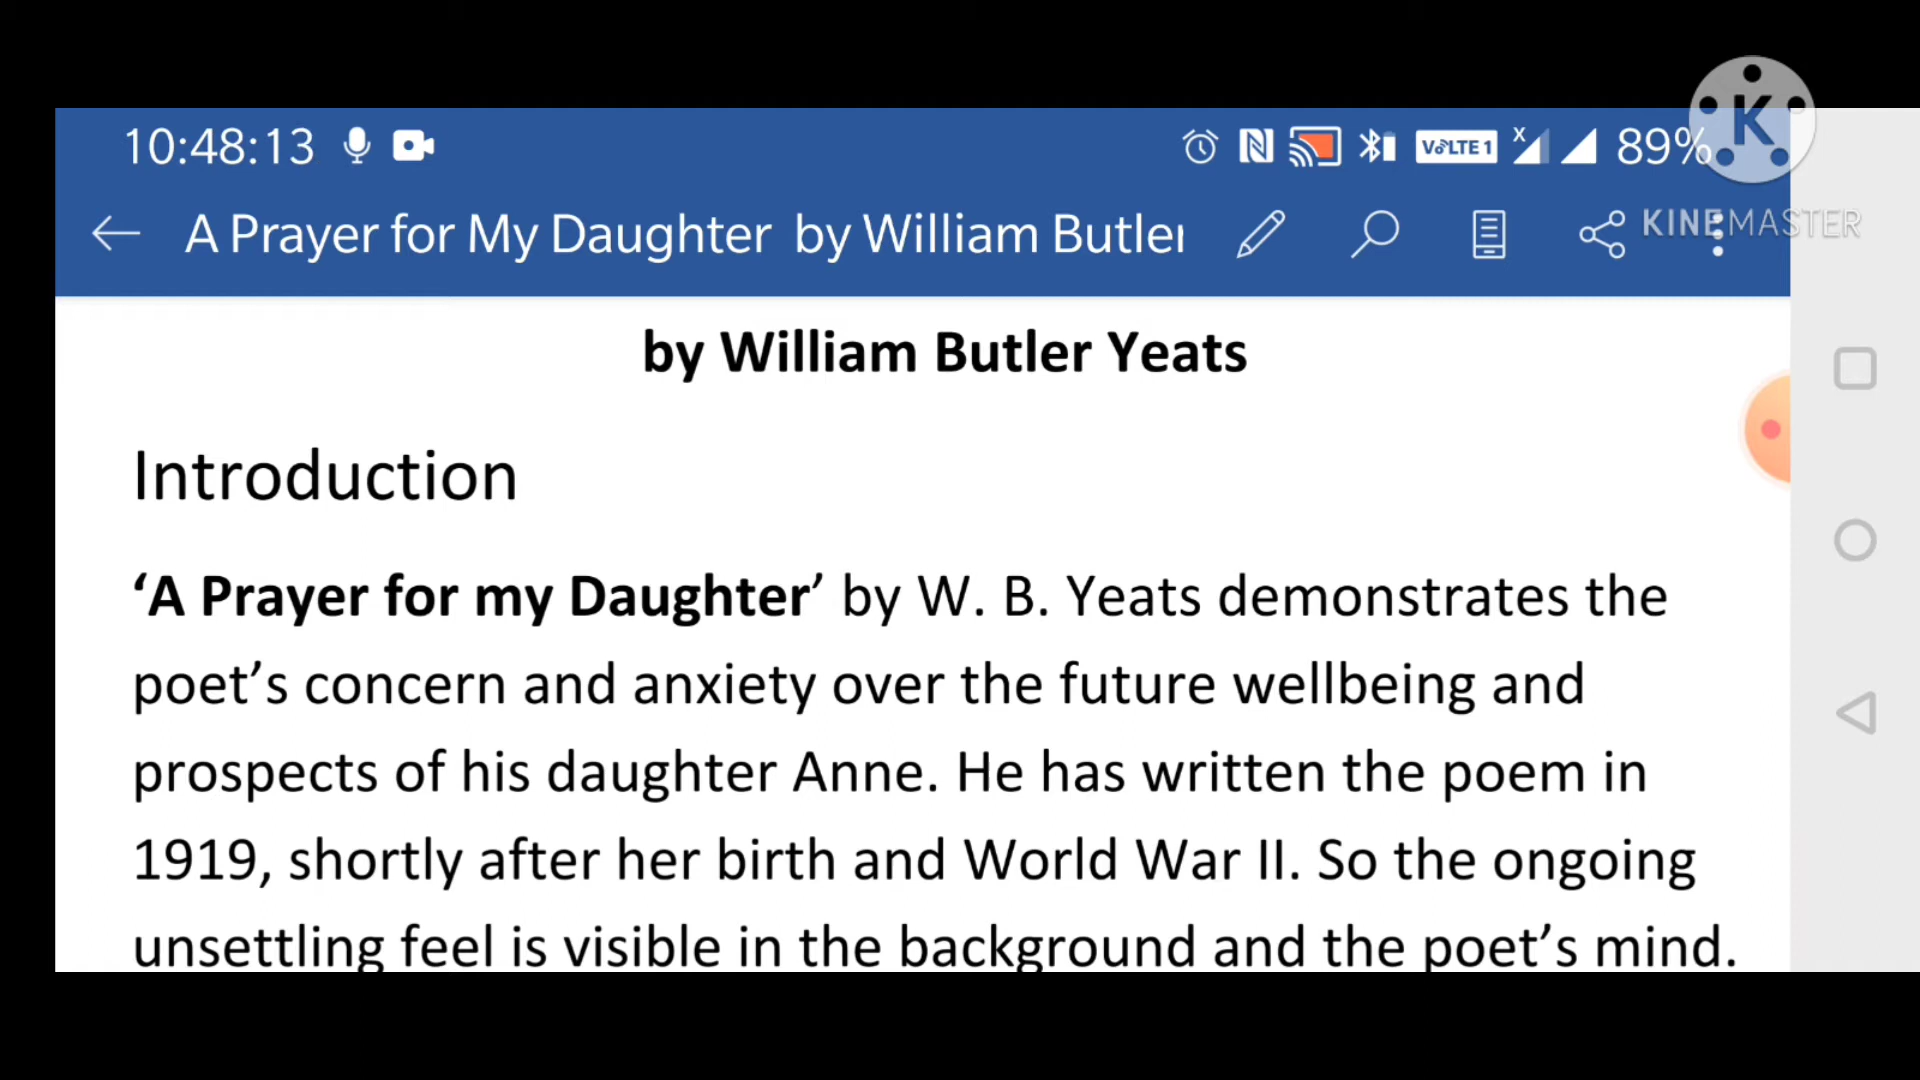 10:48:13 VoLTE 1 x 89%
K
A Prayer for My Daughter by William Butler
KINEMASTER
by William Butler Yeats
Introduction
‘A Prayer for my Daughter’ by W. B. Yeats demonstrates the
poet’s concern and anxiety over the future wellbeing and
prospects of his daughter Anne. He has written the poem in
1919, shortly after her birth and World War II. So the ongoing
unsettling feel is visible in the background and the poet’s mind.